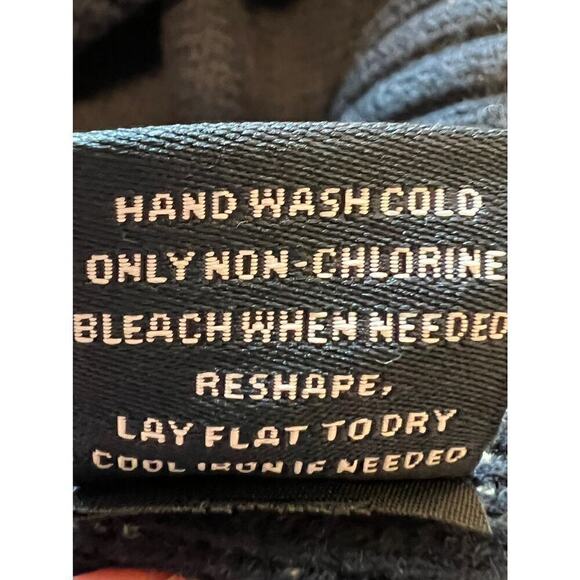 HAND WASH COLD
ONLY NON-CHLORINE
BLEACH WHEN NEEDED
RESHAPE,
LAY FLAT TO DRY
COOL IRON IF NEEDED